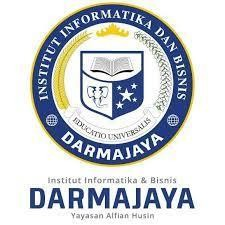 INSTITUT INFORMATIKA DAN BISNIS
EDUCATIO UNIVERSALIS
DARMAJAYA
Institut Informatika & Bisnis
DARMAJAYA
Yayasan Alfian Husin